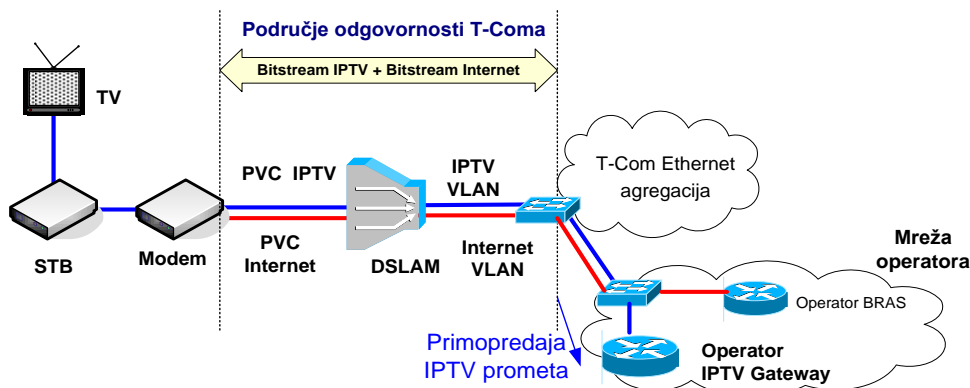 Područje odgovornosti T-Coma
Bitstream IPTV + Bitstream Internet
TV
T-Com Ethernet
agregacija
PVC IPTV
IPTV
VLAN
STB
Modem
PVC
Internet
DSLAM
Internet
VLAN
Mreža
operatora
Operator BRAS
Primopredaja
IPTV prometa
Operator
IPTV Gateway